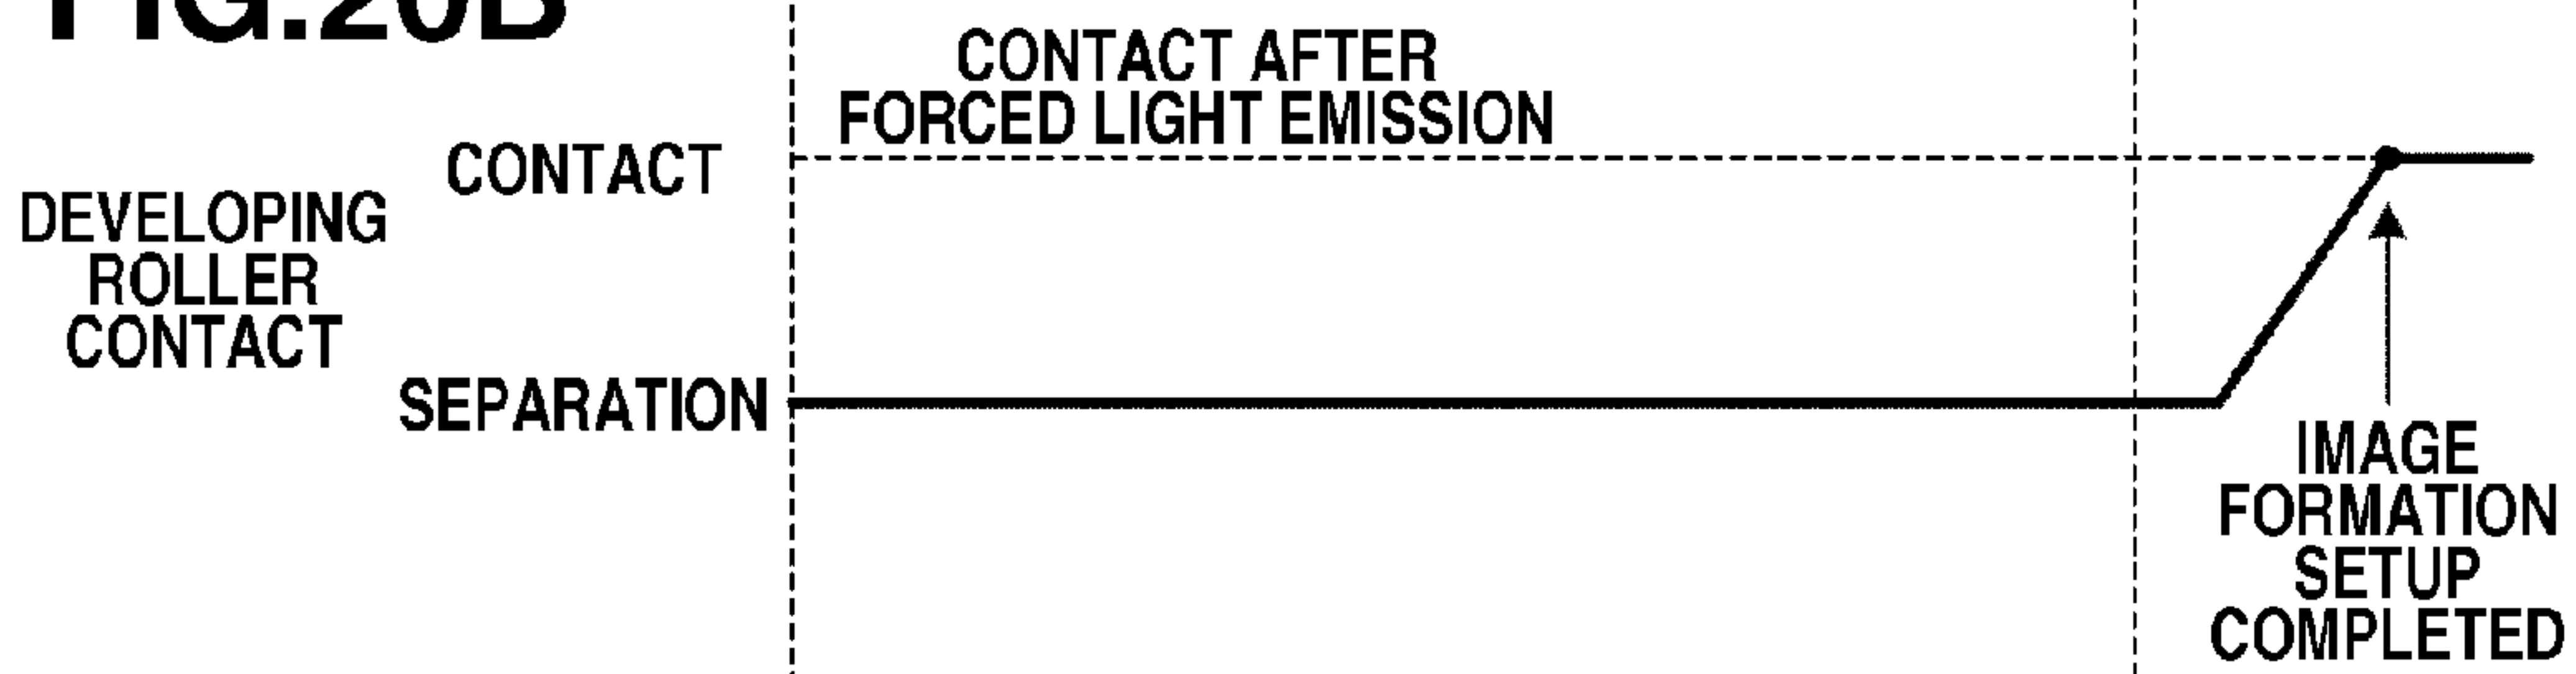 FIG.20B
CONTACT AFTER
FORCED LIGHT EMISSION
CONTACT
DEVELOPING
ROLLER
CONTACT
SEPARATION
IMAGE
FORMATION
SETUP
COMPLETED